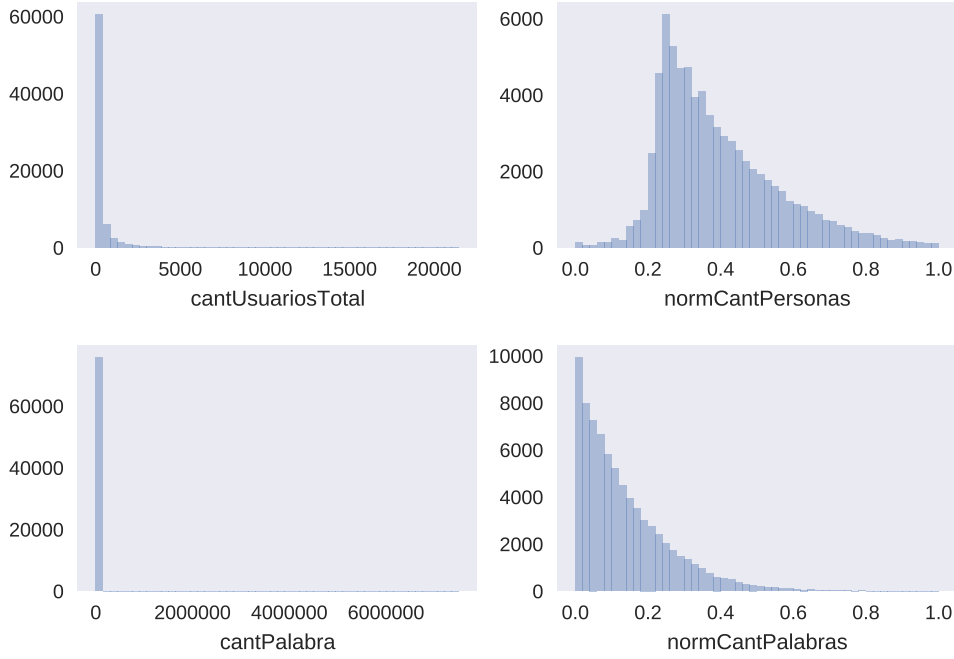 60000
40000
20000
0
0 5000 10000 15000 20000
cantUsuariosTotal
6000
4000
2000
0
0.0 0.2 0.4 0.6 0.8 1.0
normCantPersonas
60000
40000
20000
0
0 2000000 4000000 6000000
cantPalabra
10000
8000
6000
4000
2000
0
0.0 0.2 0.4 0.6 0.8 1.0
normCantPalabras